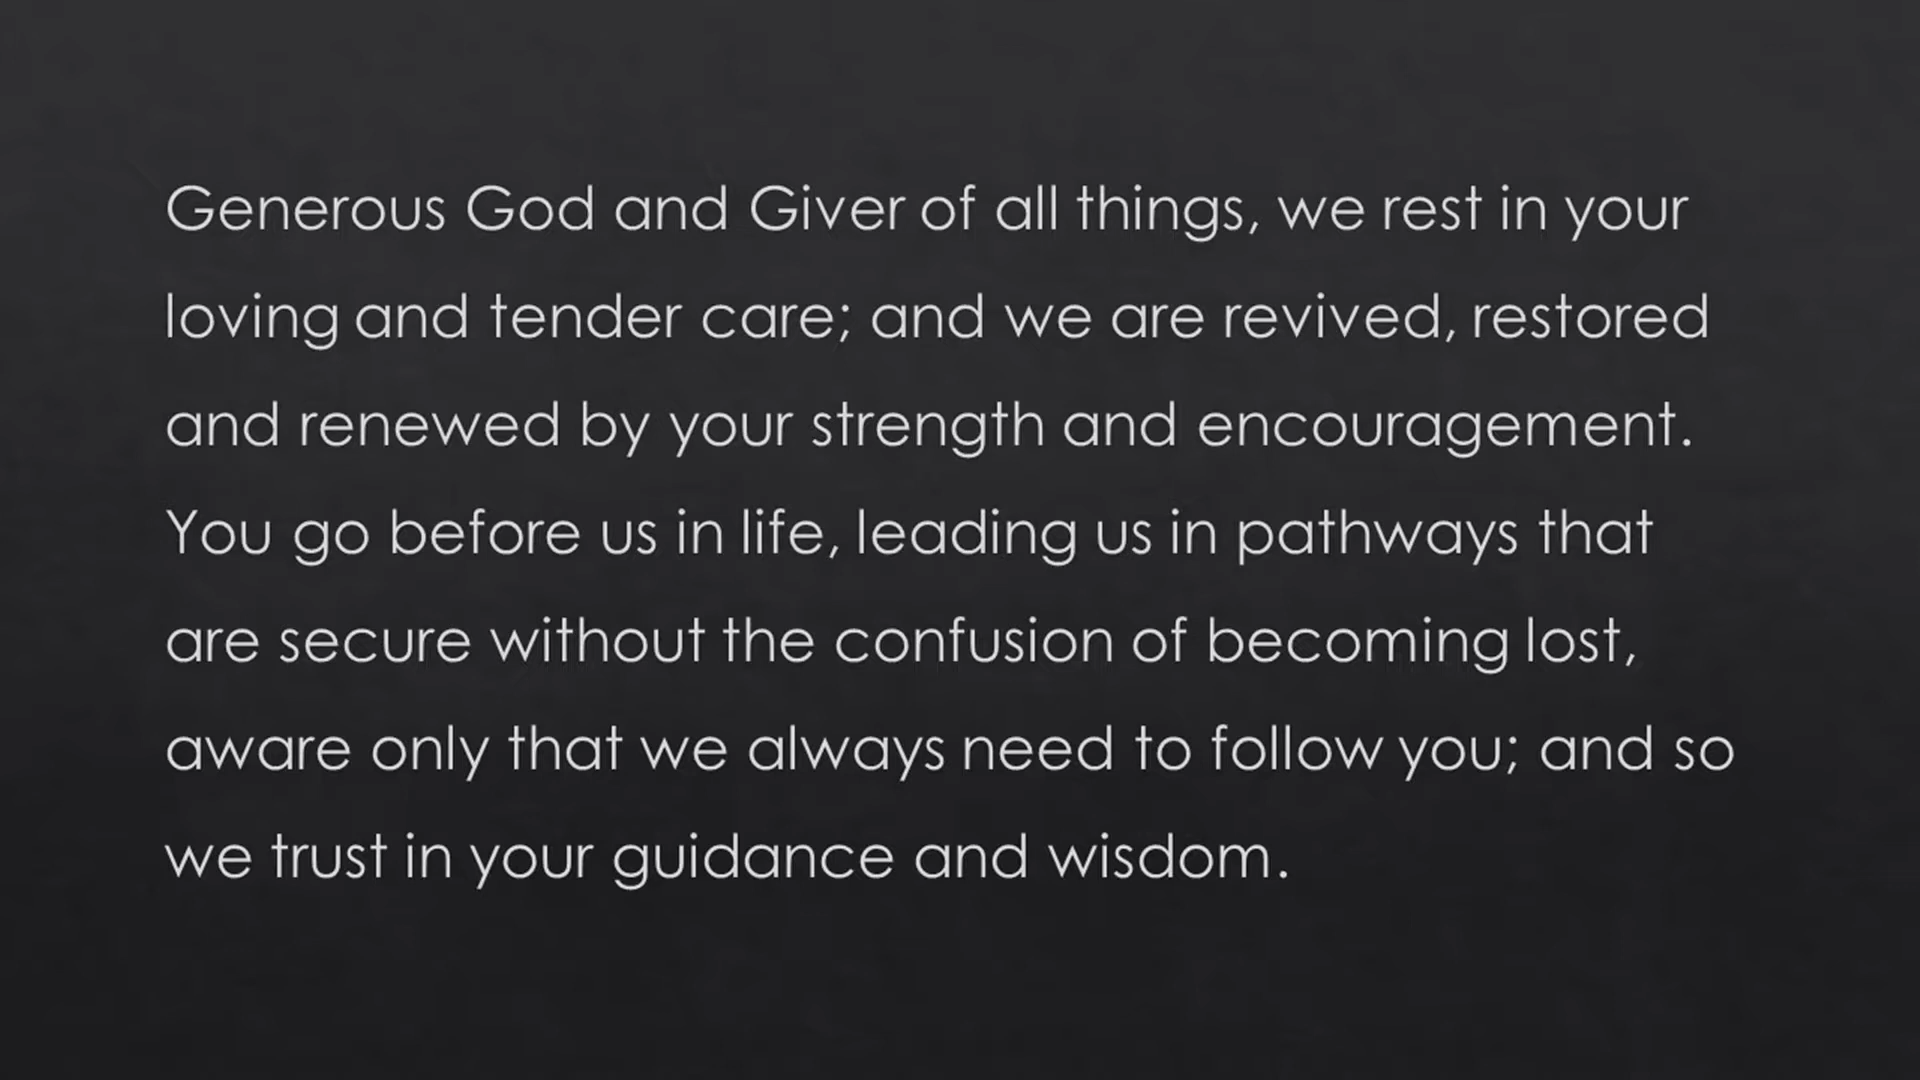 Generous God and Giver of all things, we rest in your
loving and tender care; and we are revived, restored
and renewed by your strength and encouragement.
You go before us in life, leading us in pathways that
are secure without the confusion of becoming lost,
aware only that we always need to follow you; and so
we trust in your guidance and wisdom.